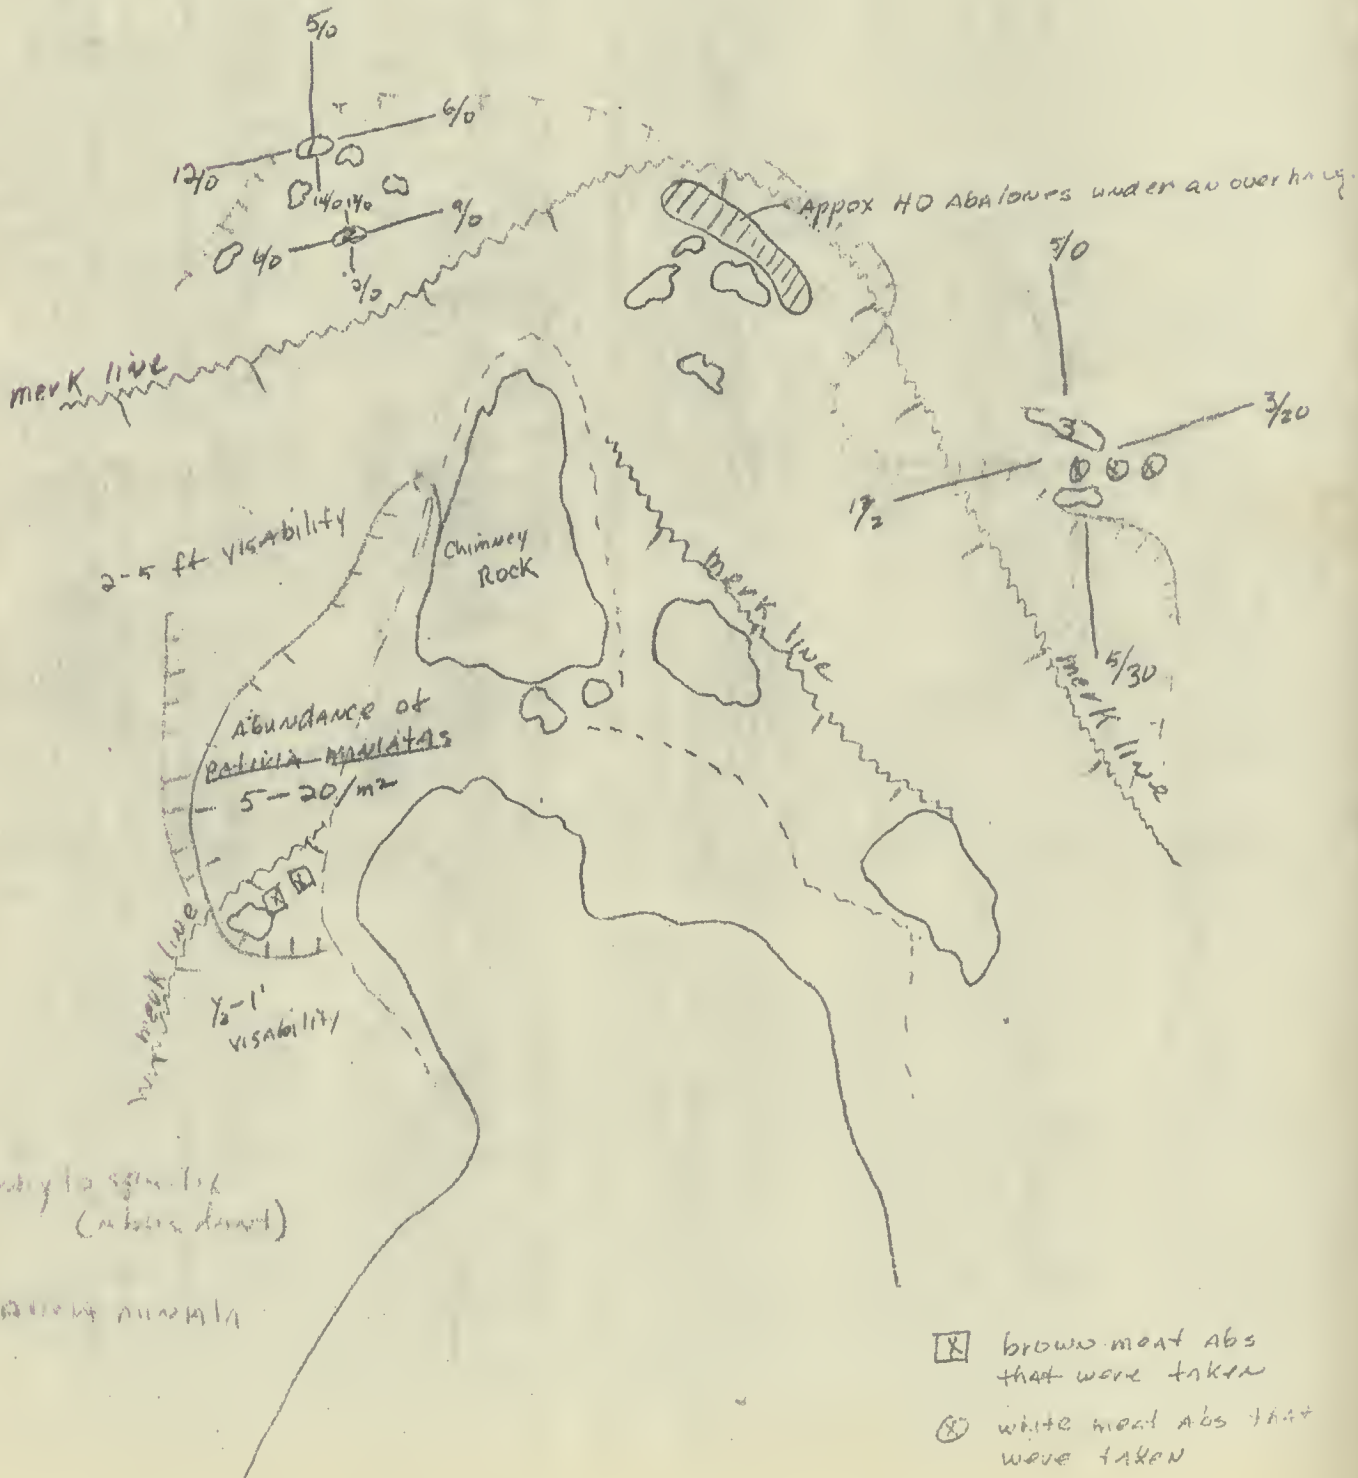 5/0
6/0
12/0
14/0 14/0
9/0
4/0
2/0
Appox 40 Abalones under an overhang.
5/0
3/20
3
17/2
5/30
merk line
2-5 ft visability
Chimney
Rock
merk line
merk line
Abundance of
5-20/m²
merk line
½-1'
visability
(abundant)
X brown meat Abs
that were taken
X white meat Abs that
were taken